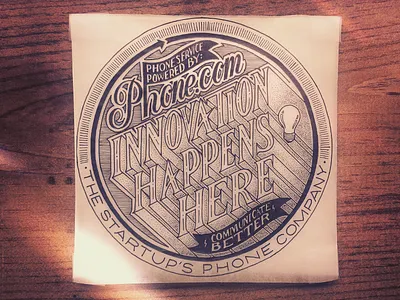 PHONE SERVICE
POWERED BY:
Phone.com
INNOVATION
HAPPENS
HERE
COMMUNICATE
BETTER
· THE STARTUP'S PHONE COMPANY ·